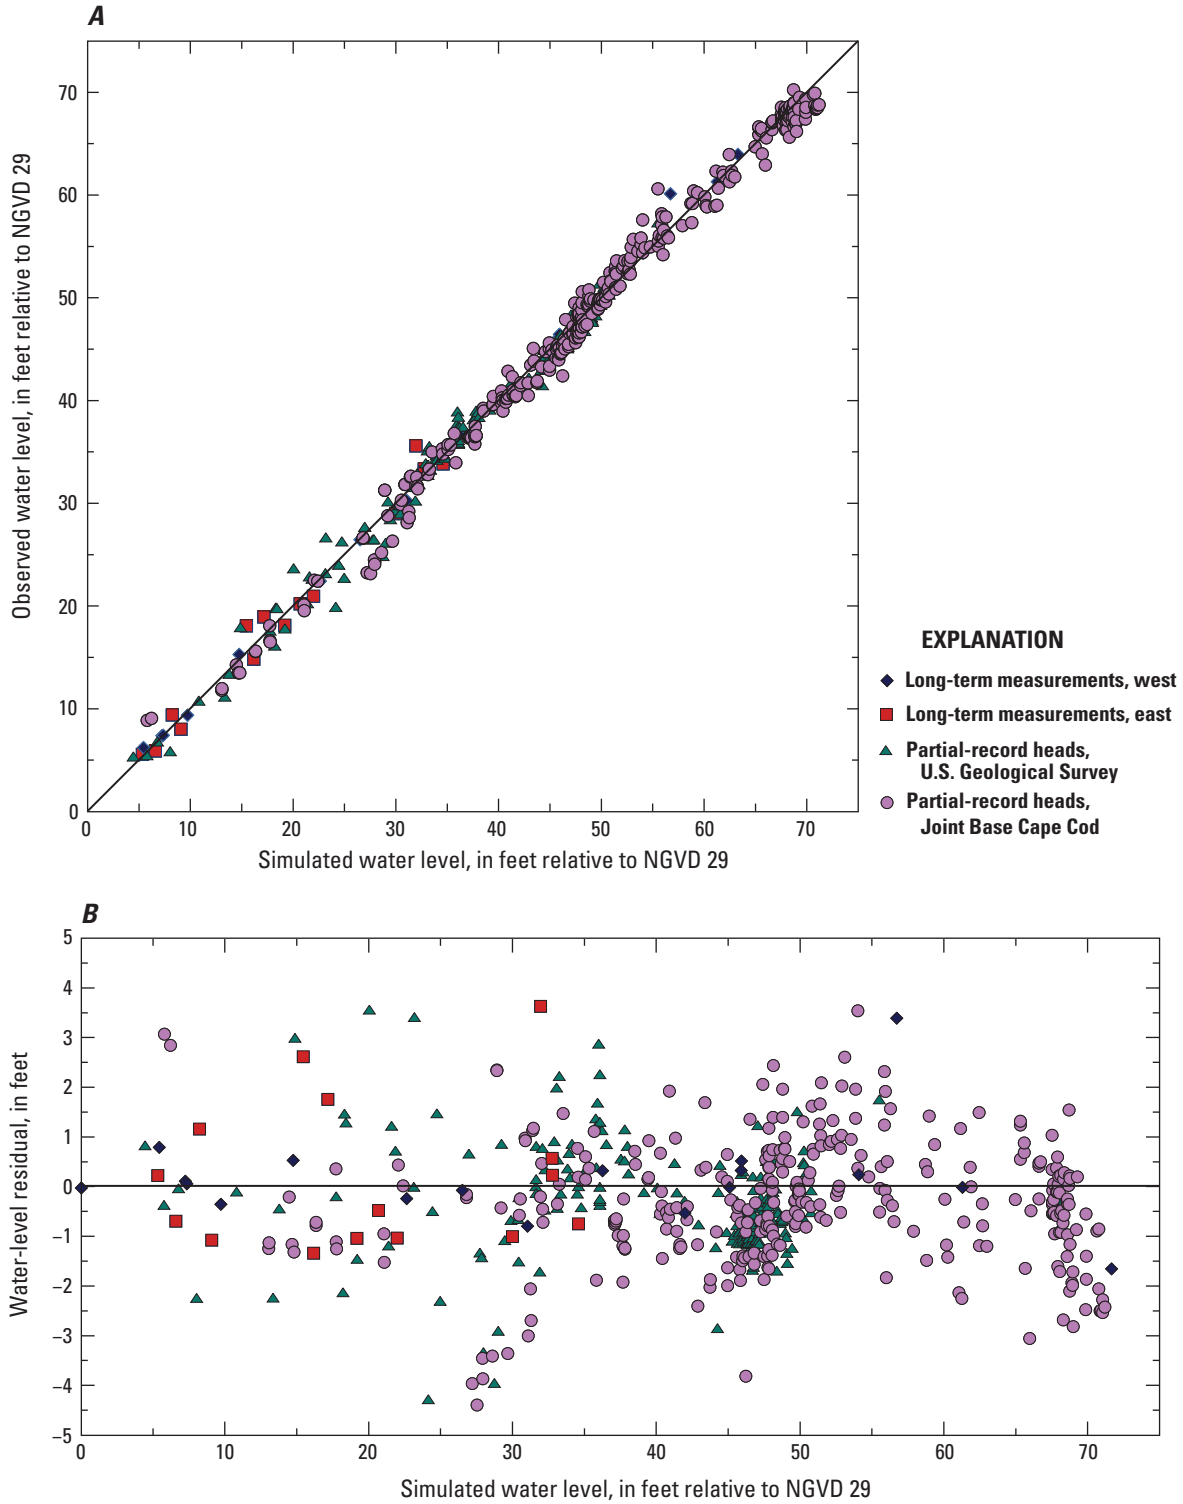 A
70
60
50
40
30
20
10
0
Observed water level, in feet relative to NGVD 29
0 10 20 30 40 50 60 70
Simulated water level, in feet relative to NGVD 29
EXPLANATION
Long-term measurements, west
Long-term measurements, east
Partial-record heads,
U.S. Geological Survey
Partial-record heads,
Joint Base Cape Cod
B
5
4
3
2
1
0
–1
–2
–3
–4
–5
Water-level residual, in feet
0 10 20 30 40 50 60 70
Simulated water level, in feet relative to NGVD 29